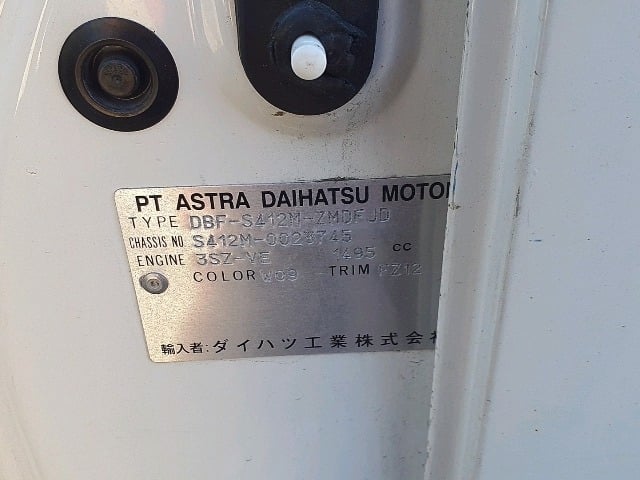 PT ASTRA DAIHATSU MOTOR
TYPE DBF-S412M-ZMDFJD
CHASSIS NO S412M-0023745
ENGINE 3SZ-VE 1495 cc
COLOR W09 TRIM
輸入者:ダイハツ工業株式会